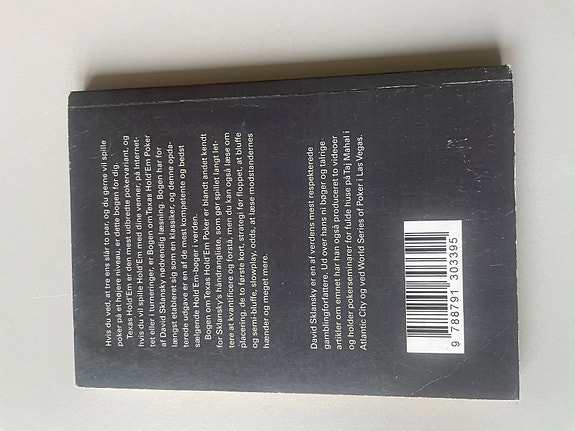 Hvis du ved, at tre ens slår to par, og du gerne vil spille
poker på et højere niveau, er dette bogen for dig.
Texas Hold'Em er den mest udbredte pokervariant, og
hvis du vil spille Hold'Em med dine venner, på internet-
tet eller i turneringer, er Bogen om Texas Hold'Em Poker
af David Sklansky nødvendig læsning. Bogen har for
længst etableret sig som en klassiker, og denne opda-
terede udgave er en af de mest kompetente og bedst
sælgende Hold'Em-bøger i verden.
Bogen om Texas Hold'Em Poker er blandt andet kendt
for Sklansky's håndrangliste, som gør spillet langt let-
tere at kvantificere og forstå, men du kan også læse om
placering, de to første kort, strategi før floppet, at bluffe
og semi-bluffe, slowplay, odds, at læse modstandernes
hænder og meget mere.
David Sklansky er en af verdens mest respekterede
gamblingforfattere. Ud over hans ni bøger og talrige
artikler om emnet har han også produceret to videoer
og holder pokerseminarer for fulde huse på Taj Mahal i
Atlantic City og ved World Series of Poker i Las Vegas.
9 788791 303395